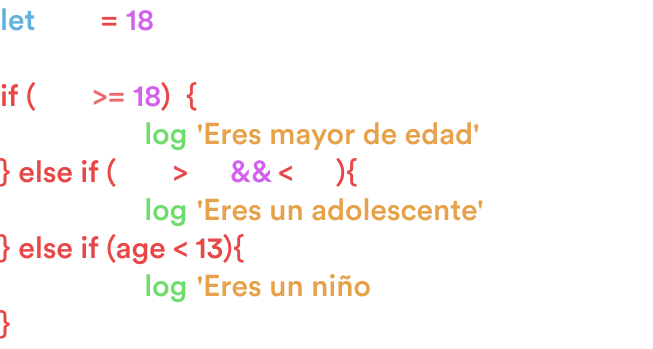 let = 18
if ( >= 18) {
log 'Eres mayor de edad'
} else if ( > && < ){
log 'Eres un adolescente'
} else if (age < 13){
log 'Eres un niño
}